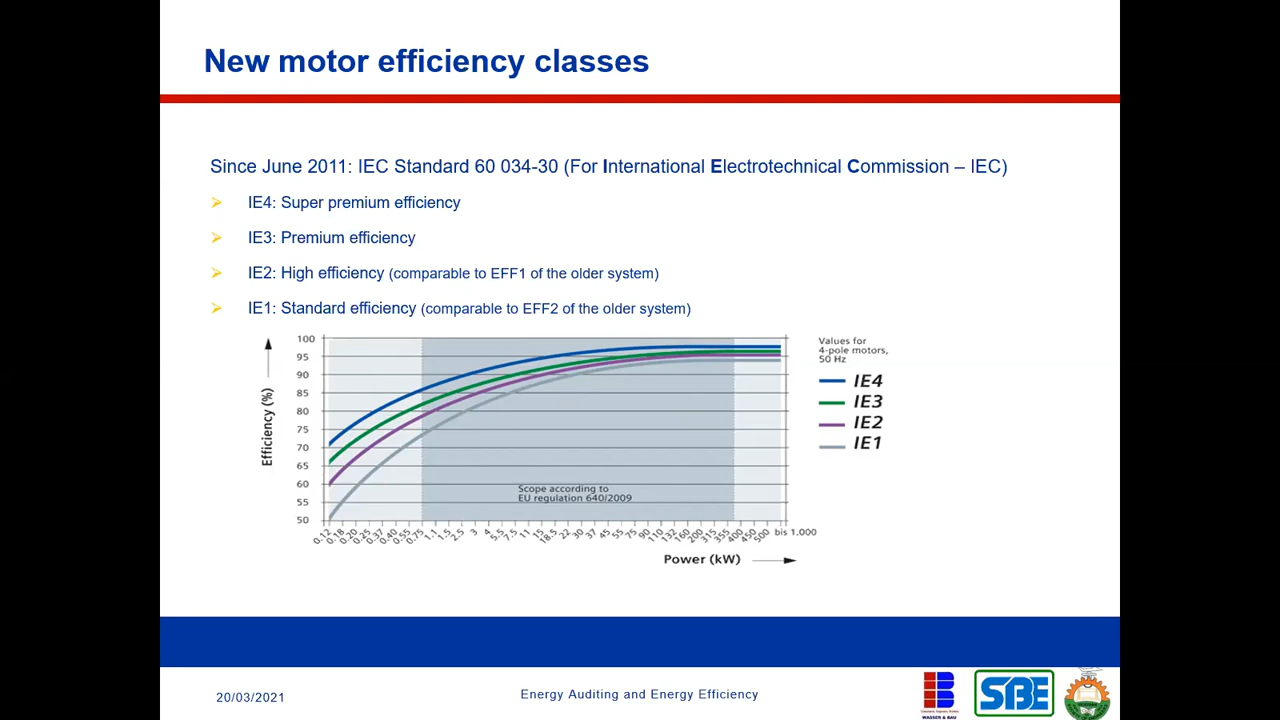 New motor efficiency classes
Since June 2011: IEC Standard 60 034-30 (For International Electrotechnical Commission – IEC)
IE4: Super premium efficiency
IE3: Premium efficiency
IE2: High efficiency (comparable to EFF1 of the older system)
IE1: Standard efficiency (comparable to EFF2 of the older system)
Efficiency (%)
100
95
90
85
80
75
70
65
60
55
50
Scope according to
EU regulation 640/2009
0.12 0.18 0.20 0.25 0.37 0.40 0.55 0.75 1.1 1.5 2.5 3 4 5.5 7.5 11 15 18.5 22 30 37 45 55 75 90 110 132 160 200 315 355 400 450 500 bis 1.000
Power (kW)
Values for
4-pole motors,
50 Hz
IE4
IE3
IE2
IE1
20/03/2021
Energy Auditing and Energy Efficiency
WASSER & BAU
SBE